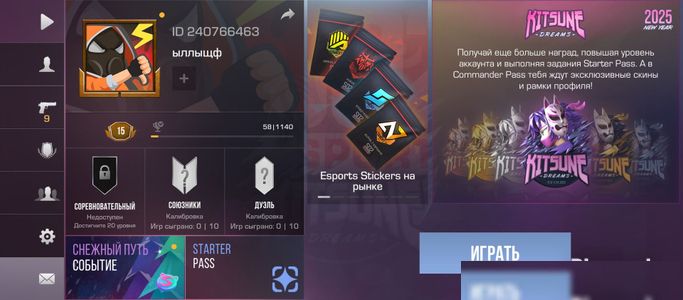 ID 240766463
ыллыщф
15
58|1140
9
СОРЕВНОВАТЕЛЬНЫЙ
Недоступен
Достигните 20 уровня
СОЮЗНИКИ
Калибровка
Игр сыграно: 0 | 10
ДУЭЛЬ
Калибровка
Игр сыграно: 0 | 10
СНЕЖНЫЙ ПУТЬ
СОБЫТИЕ
STARTER
PASS
Esports Stickers на
рынке
KITSUNE
DREAMS
2025
NEW YEAR
Получай еще больше наград, повышая уровень
аккаунта и выполняя задания Starter Pass. А в
Commander Pass тебя ждут эксклюзивные скины
и рамки профиля!
KITSUNE
DREAMS
ИГРАТЬ